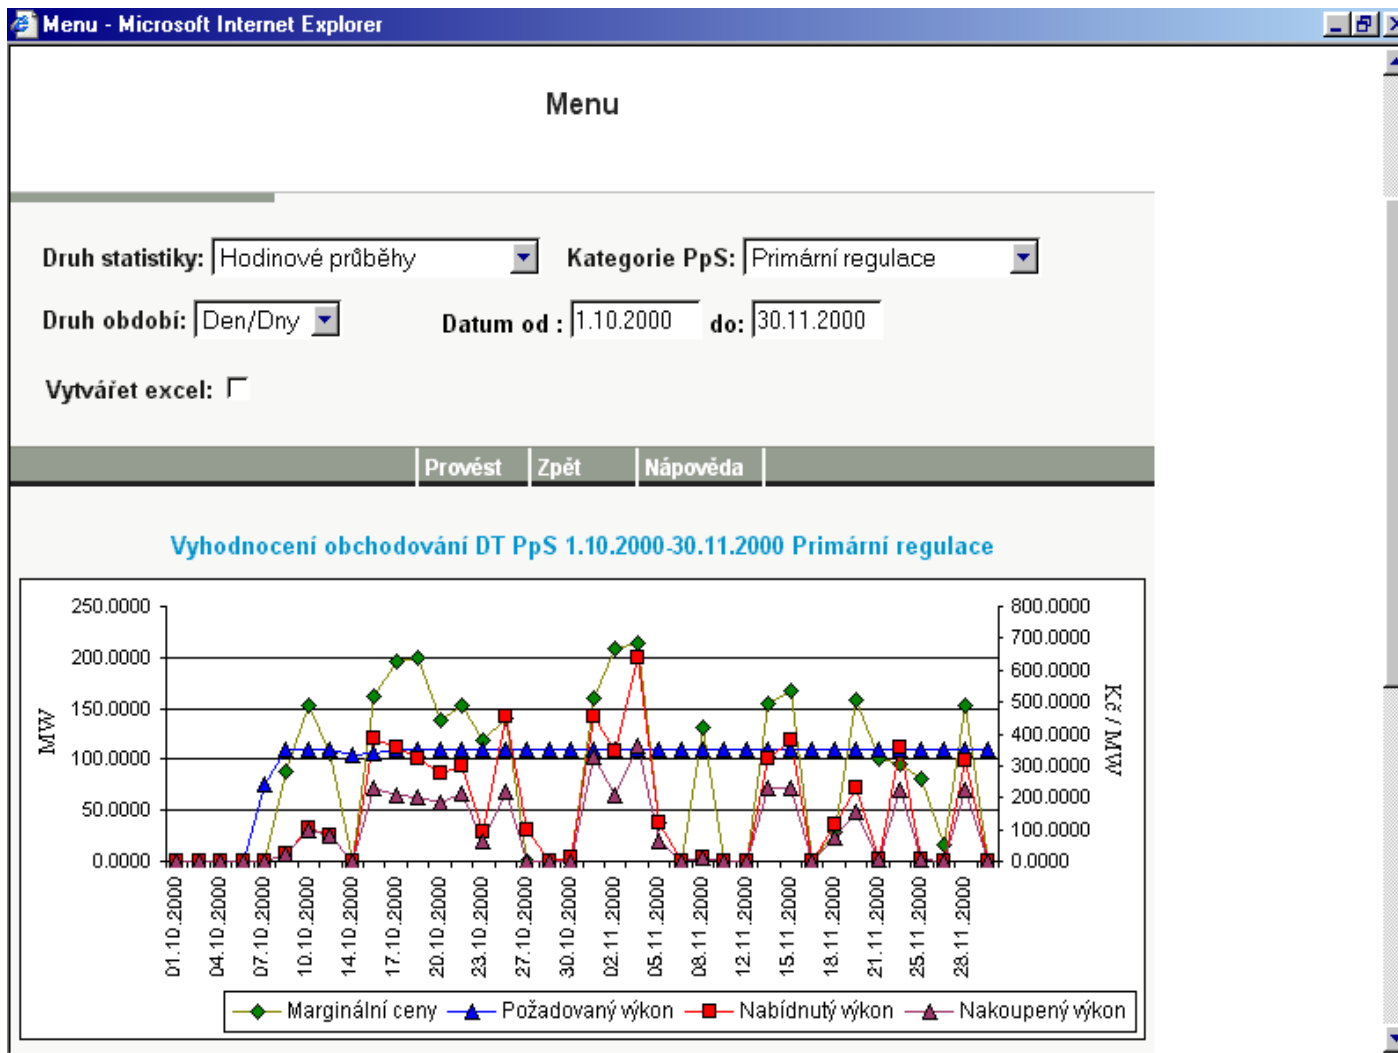 Menu - Microsoft Internet Explorer
Menu
Druh statistiky: Hodinové průběhy Kategorie PpS: Primární regulace
Druh období: Den/Dny Datum od : 1.10.2000 do: 30.11.2000
Vytvářet excel:
Provést Zpět Nápověda
Vyhodnocení obchodování DT PpS 1.10.2000-30.11.2000 Primární regulace
250.0000 800.0000
700.0000
200.0000 600.0000
150.0000 500.0000
MW Kč / MW
400.0000
100.0000 300.0000
50.0000 200.0000
100.0000
0.0000 0.0000
01.10.2000 04.10.2000 07.10.2000 10.10.2000 14.10.2000 17.10.2000 20.10.2000 23.10.2000 27.10.2000 30.10.2000 02.11.2000 05.11.2000 08.11.2000 12.11.2000 15.11.2000 18.11.2000 21.11.2000 25.11.2000 28.11.2000
Marginální ceny Požadovaný výkon Nabídnutý výkon Nakoupený výkon